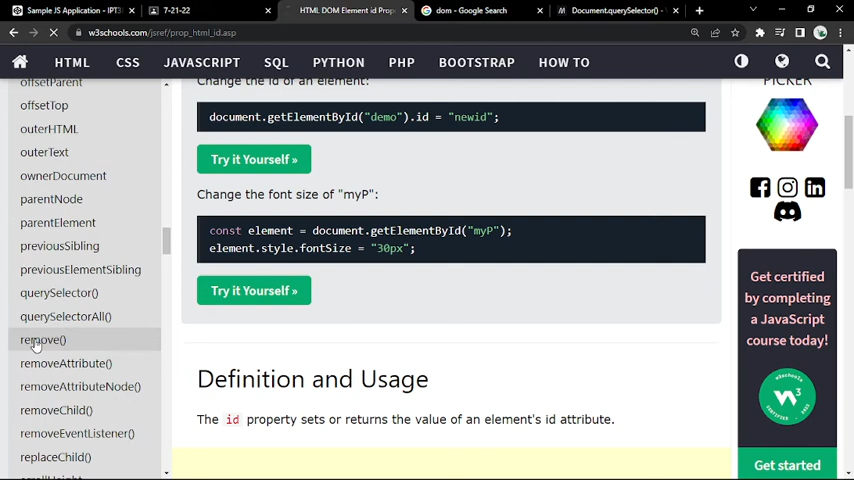 Sample JS Application - IPT3
7-21-22
HTML DOM Element id Prop
dom - Google Search
Document.querySelector() -
w3schools.com/jsref/prop_html_id.asp
HTML
CSS
JAVASCRIPT
SQL
PYTHON
PHP
BOOTSTRAP
HOW TO
offsetParent
offsetTop
outerHTML
outerText
ownerDocument
parentNode
parentElement
previousSibling
previousElementSibling
querySelector()
querySelectorAll()
remove()
removeAttribute()
removeAttributeNode()
removeChild()
removeEventListener()
replaceChild()
scrollHeight
Change the id of an element:
document.getElementById("demo").id = "newid";
Try it Yourself »
Change the font size of "myP":
const element = document.getElementById("myP");
element.style.fontSize = "30px";
Try it Yourself »
Definition and Usage
The id property sets or returns the value of an element's id attribute.
PICKER
Get certified
by completing
a JavaScript
course today!
w3schools
CERTIFIED . 2022
Get started